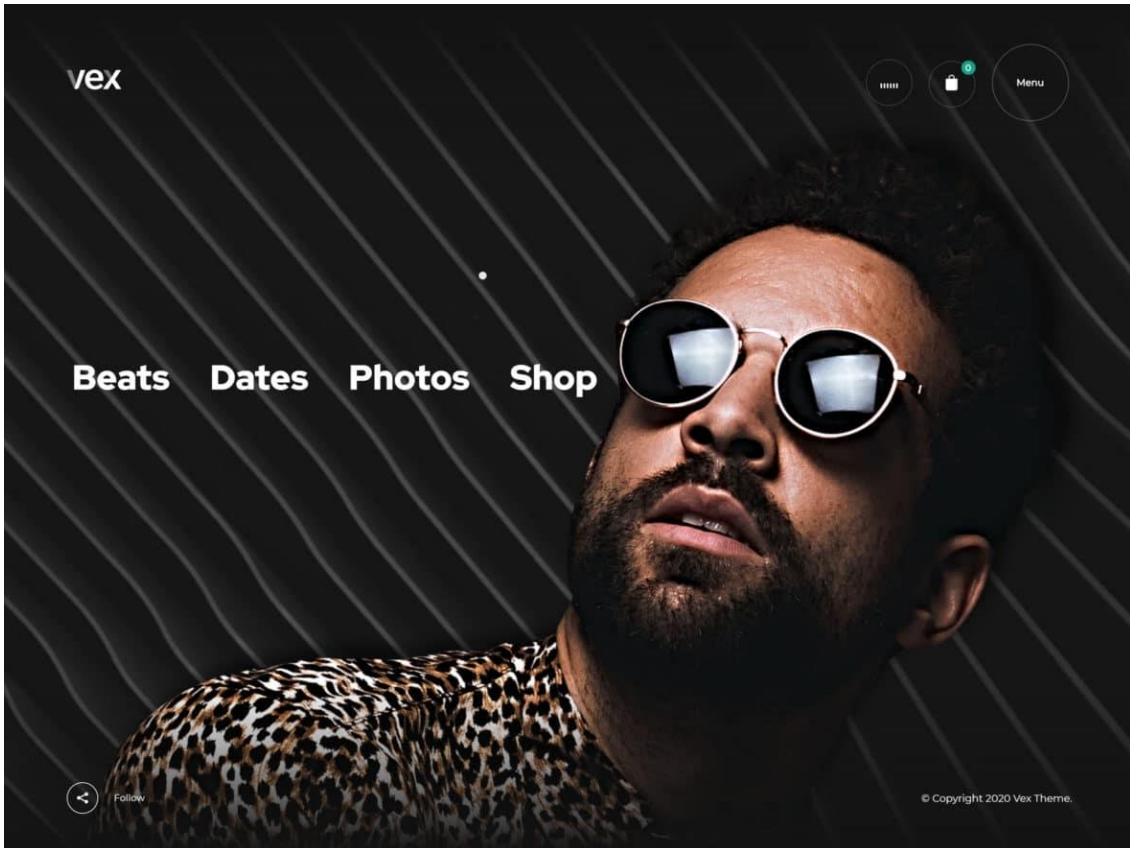 vex
0
Menu
Beats Dates Photos Shop
Follow
© Copyright 2020 Vex Theme.